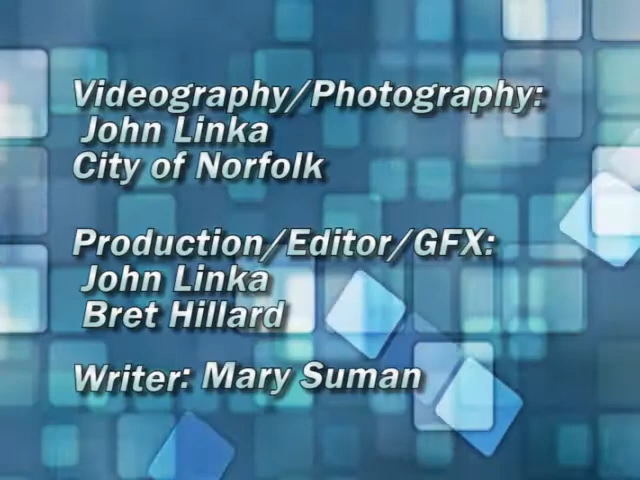 Videography/Photography:
John Linka
City of Norfolk
Production/Editor/GFX:
John Linka
Bret Hillard
Writer: Mary Suman